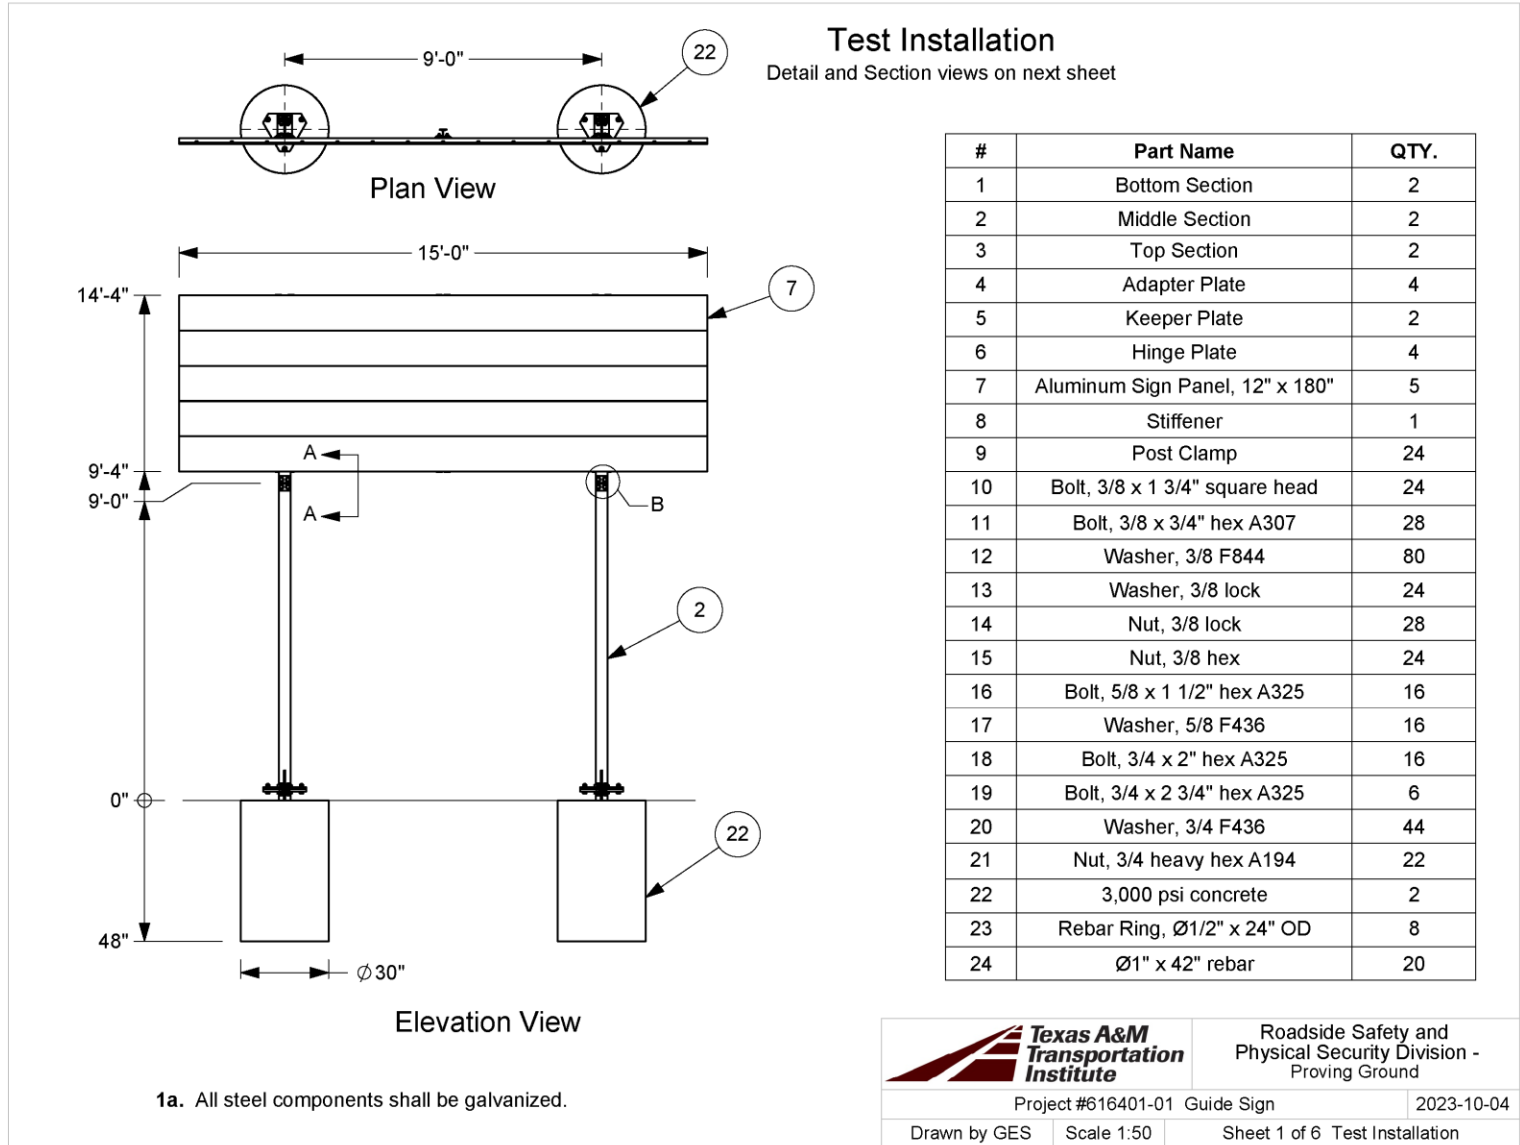 Test Installation
Detail and Section views on next sheet
9'-0"
22
Plan View
15'-0"
14'-4"
7
9'-4"
9'-0"
A
A
B
2
0"
22
48"
Ø30"
Elevation View
1a. All steel components shall be galvanized.
# Part Name QTY.
1 Bottom Section 2
2 Middle Section 2
3 Top Section 2
4 Adapter Plate 4
5 Keeper Plate 2
6 Hinge Plate 4
7 Aluminum Sign Panel, 12" x 180" 5
8 Stiffener 1
9 Post Clamp 24
10 Bolt, 3/8 x 1 3/4" square head 24
11 Bolt, 3/8 x 3/4" hex A307 28
12 Washer, 3/8 F844 80
13 Washer, 3/8 lock 24
14 Nut, 3/8 lock 28
15 Nut, 3/8 hex 24
16 Bolt, 5/8 x 1 1/2" hex A325 16
17 Washer, 5/8 F436 16
18 Bolt, 3/4 x 2" hex A325 16
19 Bolt, 3/4 x 2 3/4" hex A325 6
20 Washer, 3/4 F436 44
21 Nut, 3/4 heavy hex A194 22
22 3,000 psi concrete 2
23 Rebar Ring, Ø1/2" x 24" OD 8
24 Ø1" x 42" rebar 20
Texas A&M
Transportation
Institute
Roadside Safety and
Physical Security Division -
Proving Ground
Project #616401-01 Guide Sign 2023-10-04
Drawn by GES Scale 1:50 Sheet 1 of 6 Test Installation